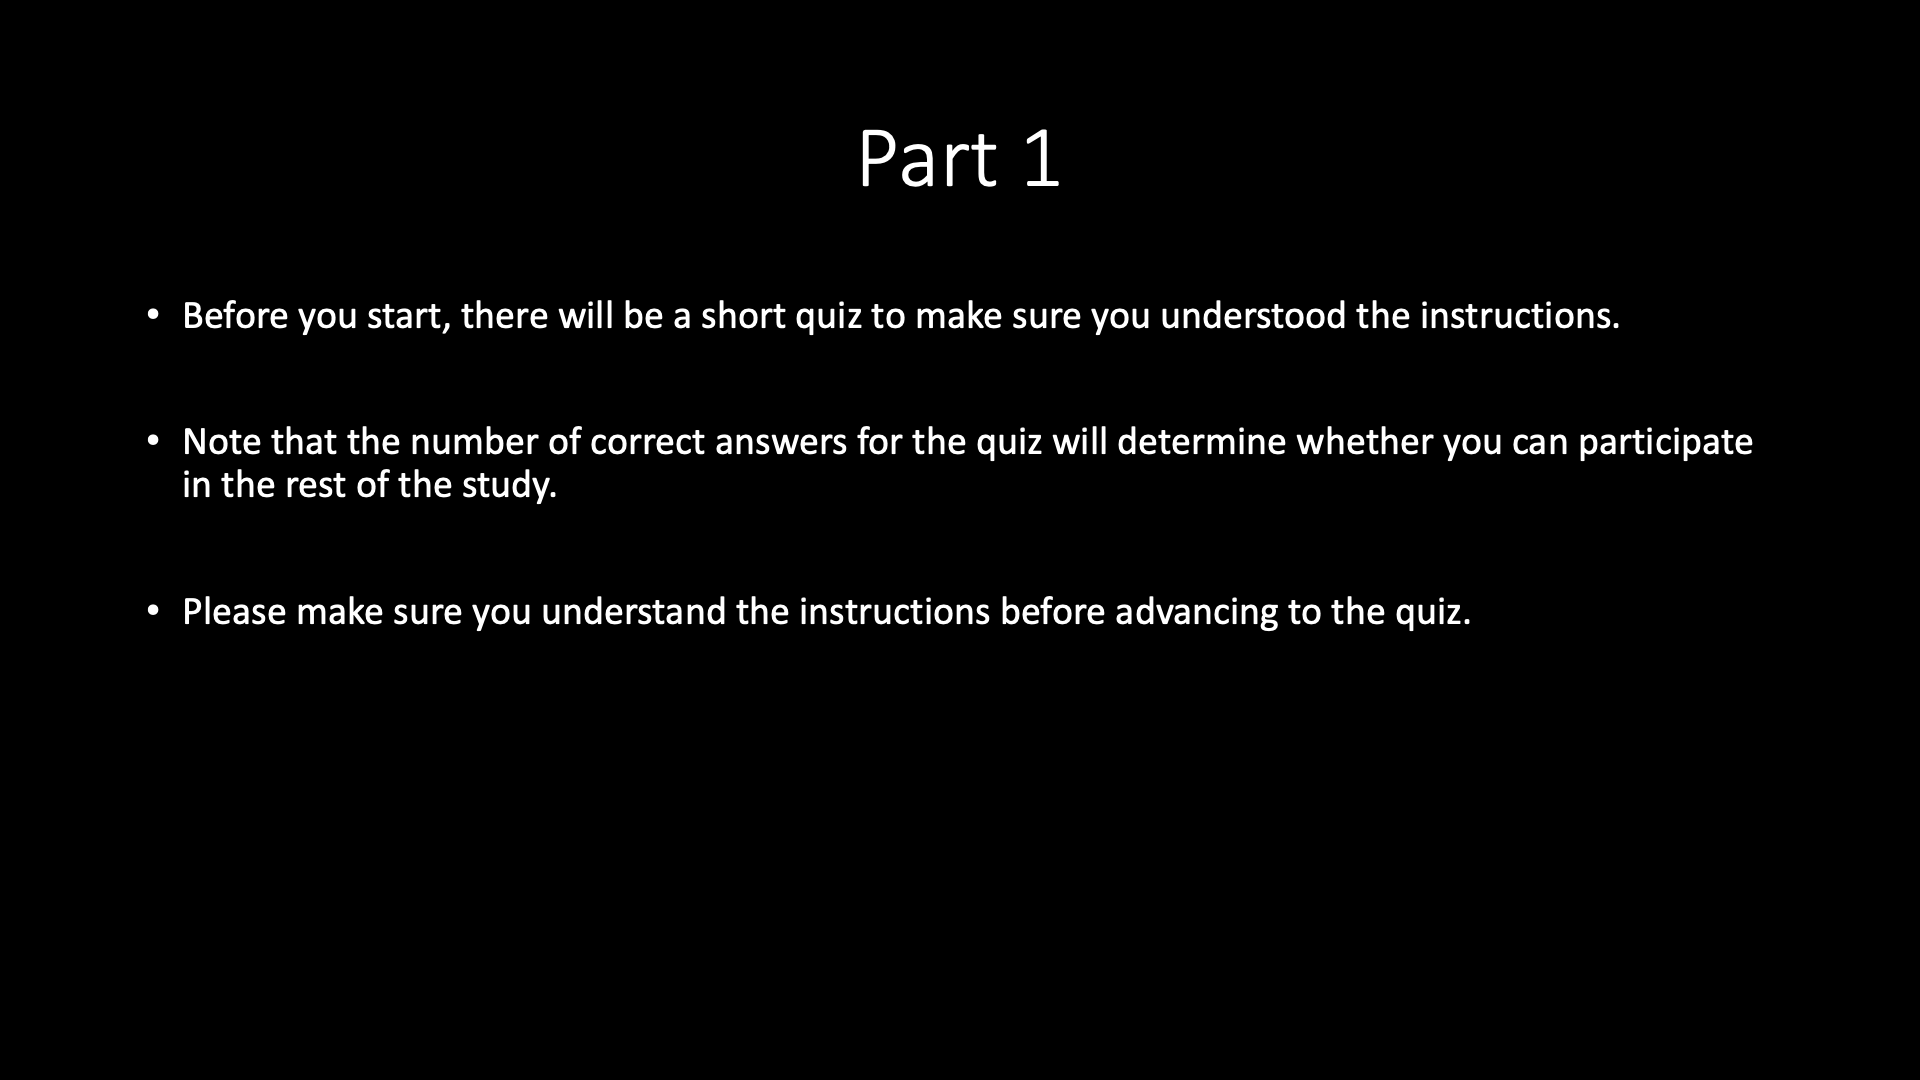 Part 1
• Before you start, there will be a short quiz to make sure you understood the instructions.
• Note that the number of correct answers for the quiz will determine whether you can participate
in the rest of the study.
• Please make sure you understand the instructions before advancing to the quiz.